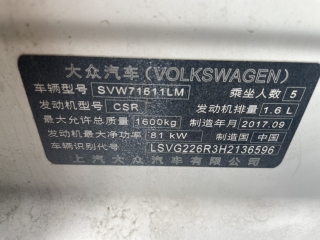 大众汽车(VOLKSWAGEN)
车辆型号 SVW71611LM 乘坐人数 5
发动机型号 CSR 发动机排量 1.6 L
最大允许总质量 1600kg 制造年月 2017.09
发动机最大净功率 81 kW 制造国 中国
车辆识别代号 LSVG226R3H2136596
上汽大众汽车有限公司